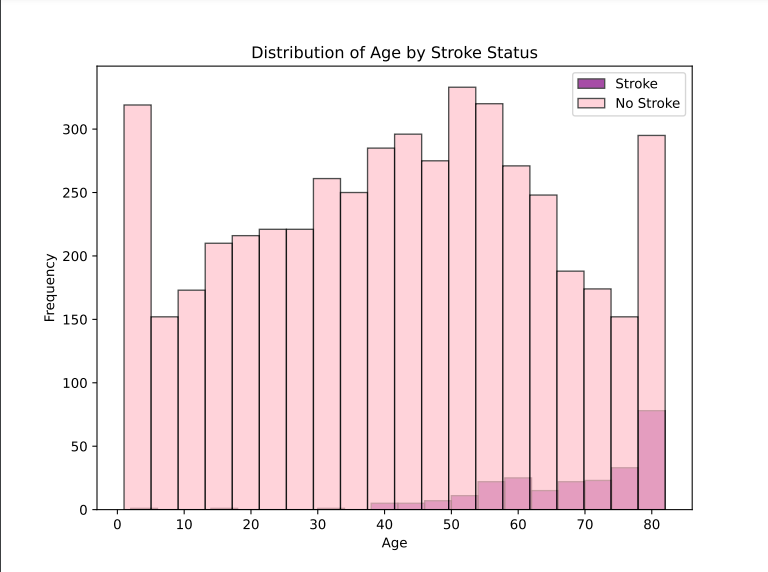 Distribution of Age by Stroke Status
Stroke
No Stroke
300
250
200
150
100
50
0
Frequency
0 10 20 30 40 50 60 70 80
Age